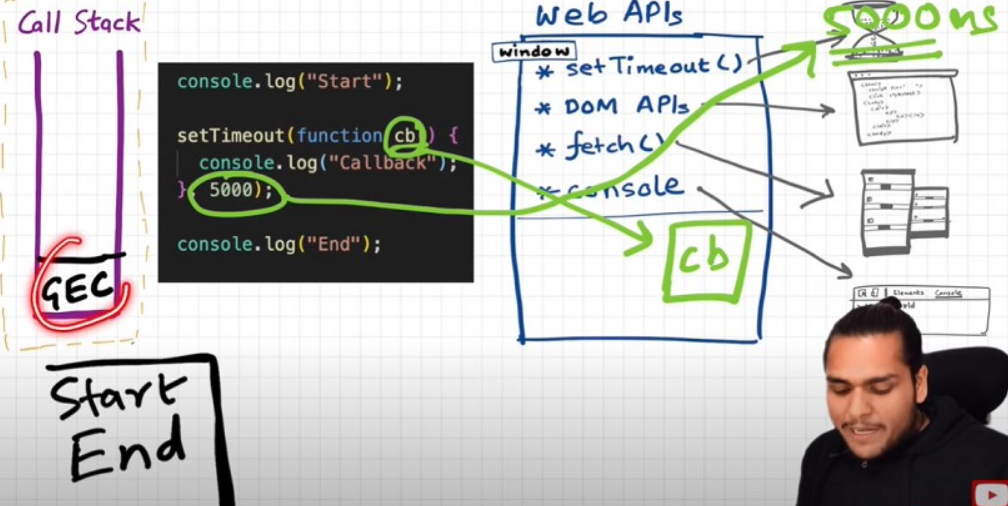 Call Stack
GEC
console.log("Start");
setTimeout(function cb() {
console.log("Callback");
}, 5000);
console.log("End");
Start
End
Web APIs
window
* setTimeout()
* DOM APIs
* fetch()
* console
cb
5000ms
Elements Console